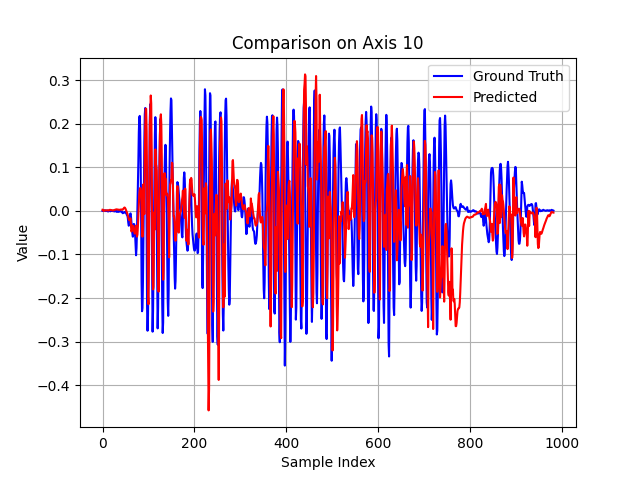 Comparison on Axis 10
Ground Truth
Predicted
0.3
0.2
0.1
0.0
−0.1
−0.2
−0.3
−0.4
Value
0
200
400
600
800
1000
Sample Index